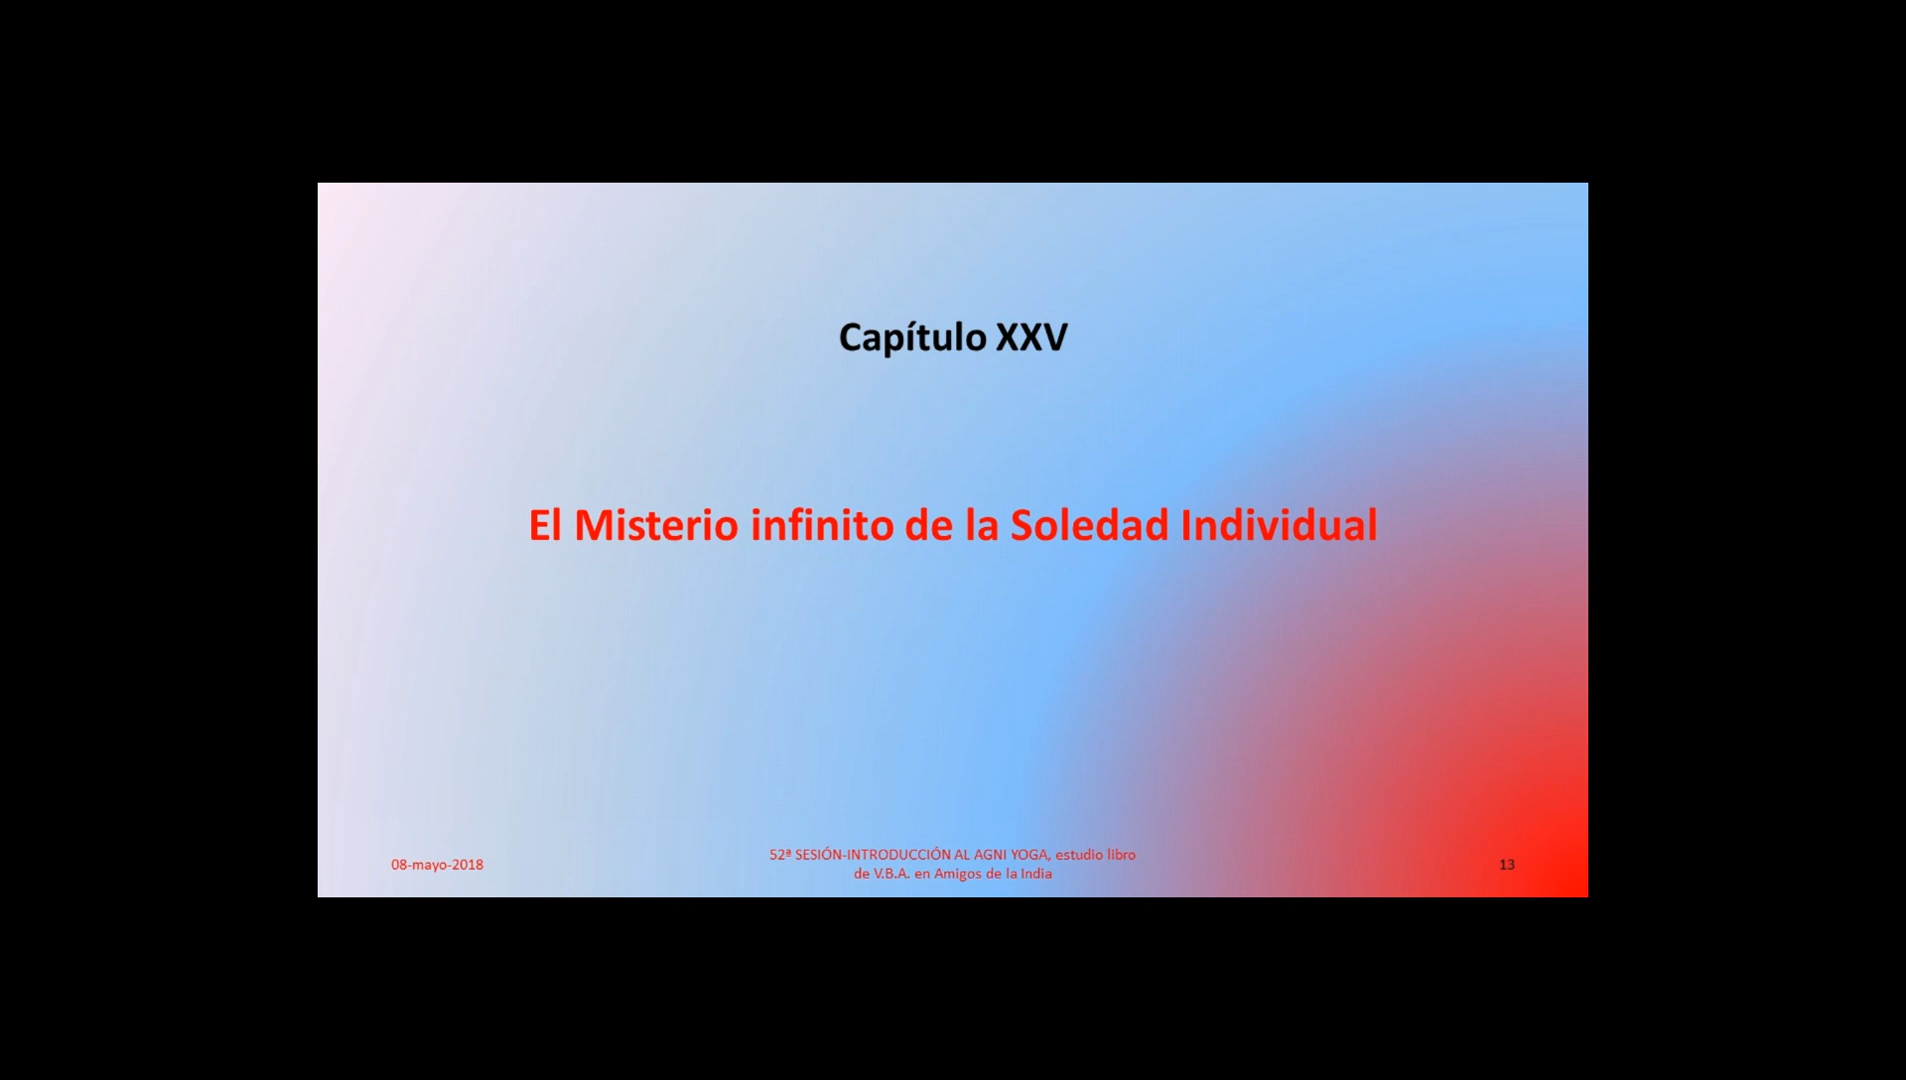 Capítulo XXV
El Misterio infinito de la Soledad Individual
08-mayo-2018
52ª SESIÓN-INTRODUCCIÓN AL AGNI YOGA, estudio libro
de V.B.A. en Amigos de la India
13